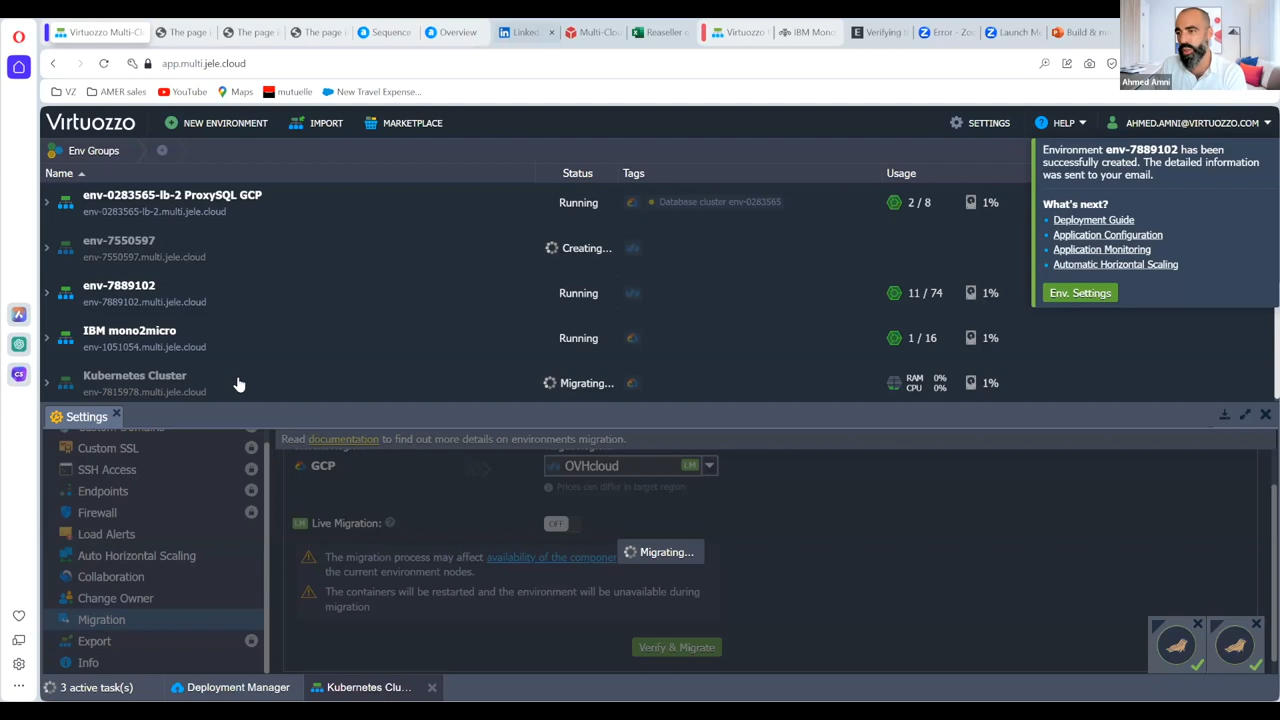 Virtuozzo Multi-Cl
The page i
The page i
The page i
Sequence
Overview
Linked
Multi-Clou
Reaseller c
Virtuozzo
IBM Mono
Verifying t
Error - Zoo
Launch Me
Build & mi
app.multi.jele.cloud
VZ
AMER sales
YouTube
Maps
mutuelle
New Travel Expense...
Ahmed Amni
Virtuozzo
NEW ENVIRONMENT
IMPORT
MARKETPLACE
SETTINGS
HELP
AHMED.AMNI@VIRTUOZZO.COM
Env Groups
Name
Status
Tags
Usage
env-0283565-lb-2 ProxySQL GCP
env-0283565-lb-2.multi.jele.cloud
Running
Database cluster env-0283565
2 / 8
1%
env-7550597
env-7550597.multi.jele.cloud
Creating...
env-7889102
env-7889102.multi.jele.cloud
Running
11 / 74
1%
IBM mono2micro
env-1051054.multi.jele.cloud
Running
1 / 16
1%
Kubernetes Cluster
env-7815978.multi.jele.cloud
Migrating...
RAM 0%
CPU 0%
1%
Environment env-7889102 has been
successfully created. The detailed information
was sent to your email.
What's next?
Deployment Guide
Application Configuration
Application Monitoring
Automatic Horizontal Scaling
Env. Settings
Settings
Custom Domains
Custom SSL
SSH Access
Endpoints
Firewall
Load Alerts
Auto Horizontal Scaling
Collaboration
Change Owner
Migration
Export
Info
Read documentation to find out more details on environments migration.
GCP
OVHcloud
LM
Prices can differ in target region
LM Live Migration:
OFF
The migration process may affect availability of the componen
the current environment nodes.
The containers will be restarted and the environment will be unavailable during
migration
Migrating...
Verify & Migrate
3 active task(s)
Deployment Manager
Kubernetes Clu...